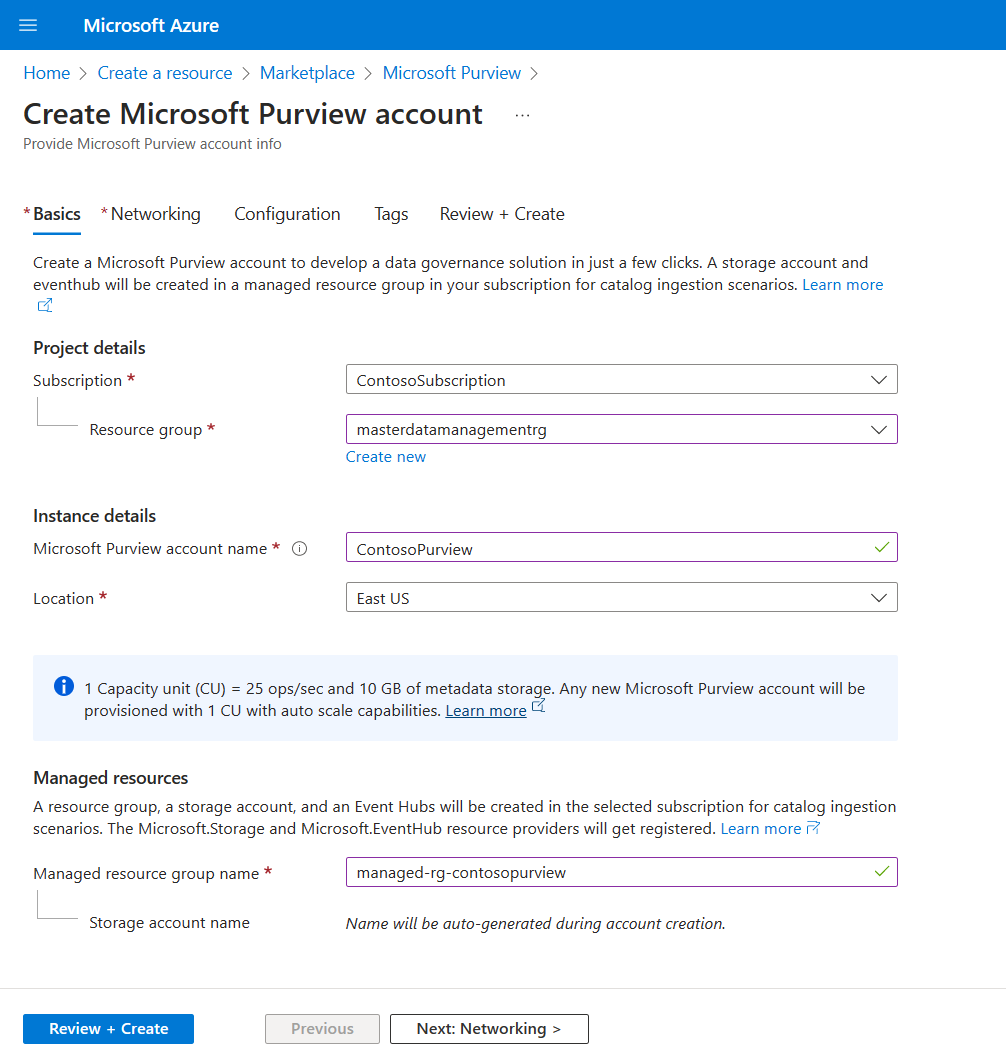 Microsoft Azure
Home > Create a resource > Marketplace > Microsoft Purview >
Create Microsoft Purview account ...
Provide Microsoft Purview account info
* Basics * Networking Configuration Tags Review + Create
Create a Microsoft Purview account to develop a data governance solution in just a few clicks. A storage account and
eventhub will be created in a managed resource group in your subscription for catalog ingestion scenarios. Learn more
Project details
Subscription * ContosoSubscription
Resource group * masterdatamanagementrg
Create new
Instance details
Microsoft Purview account name * ContosoPurview
Location * East US
1 Capacity unit (CU) = 25 ops/sec and 10 GB of metadata storage. Any new Microsoft Purview account will be
provisioned with 1 CU with auto scale capabilities. Learn more
Managed resources
A resource group, a storage account, and an Event Hubs will be created in the selected subscription for catalog ingestion
scenarios. The Microsoft.Storage and Microsoft.EventHub resource providers will get registered. Learn more
Managed resource group name * managed-rg-contosopurview
Storage account name Name will be auto-generated during account creation.
Review + Create Previous Next: Networking >